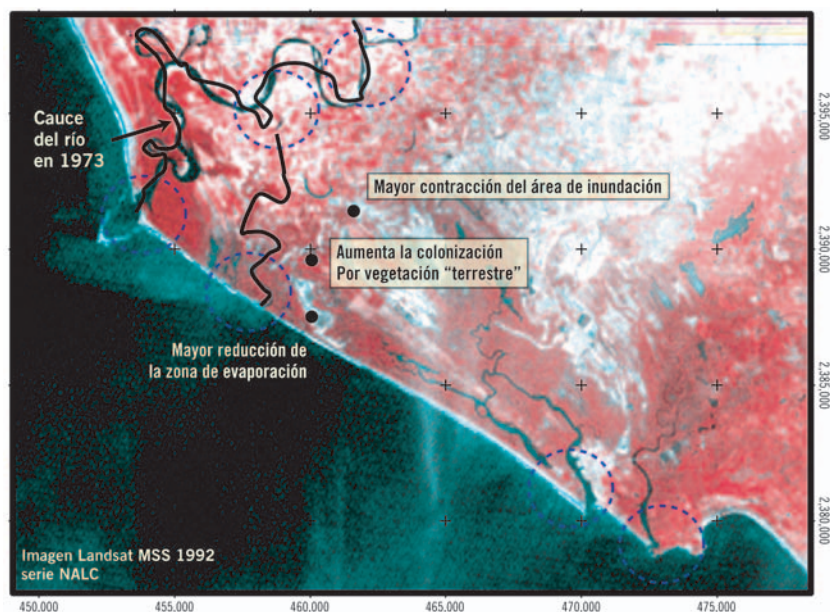 Cauce
del río
en 1973
Mayor contracción del área de inundación
Aumenta la colonización
Por vegetación “terrestre”
Mayor reducción de
la zona de evaporación
Imagen Landsat MSS 1992
serie NALC
2,395,000
2,390,000
2,385,000
2,380,000
450.000
455.000
460.000
465.000
470.000
475.000